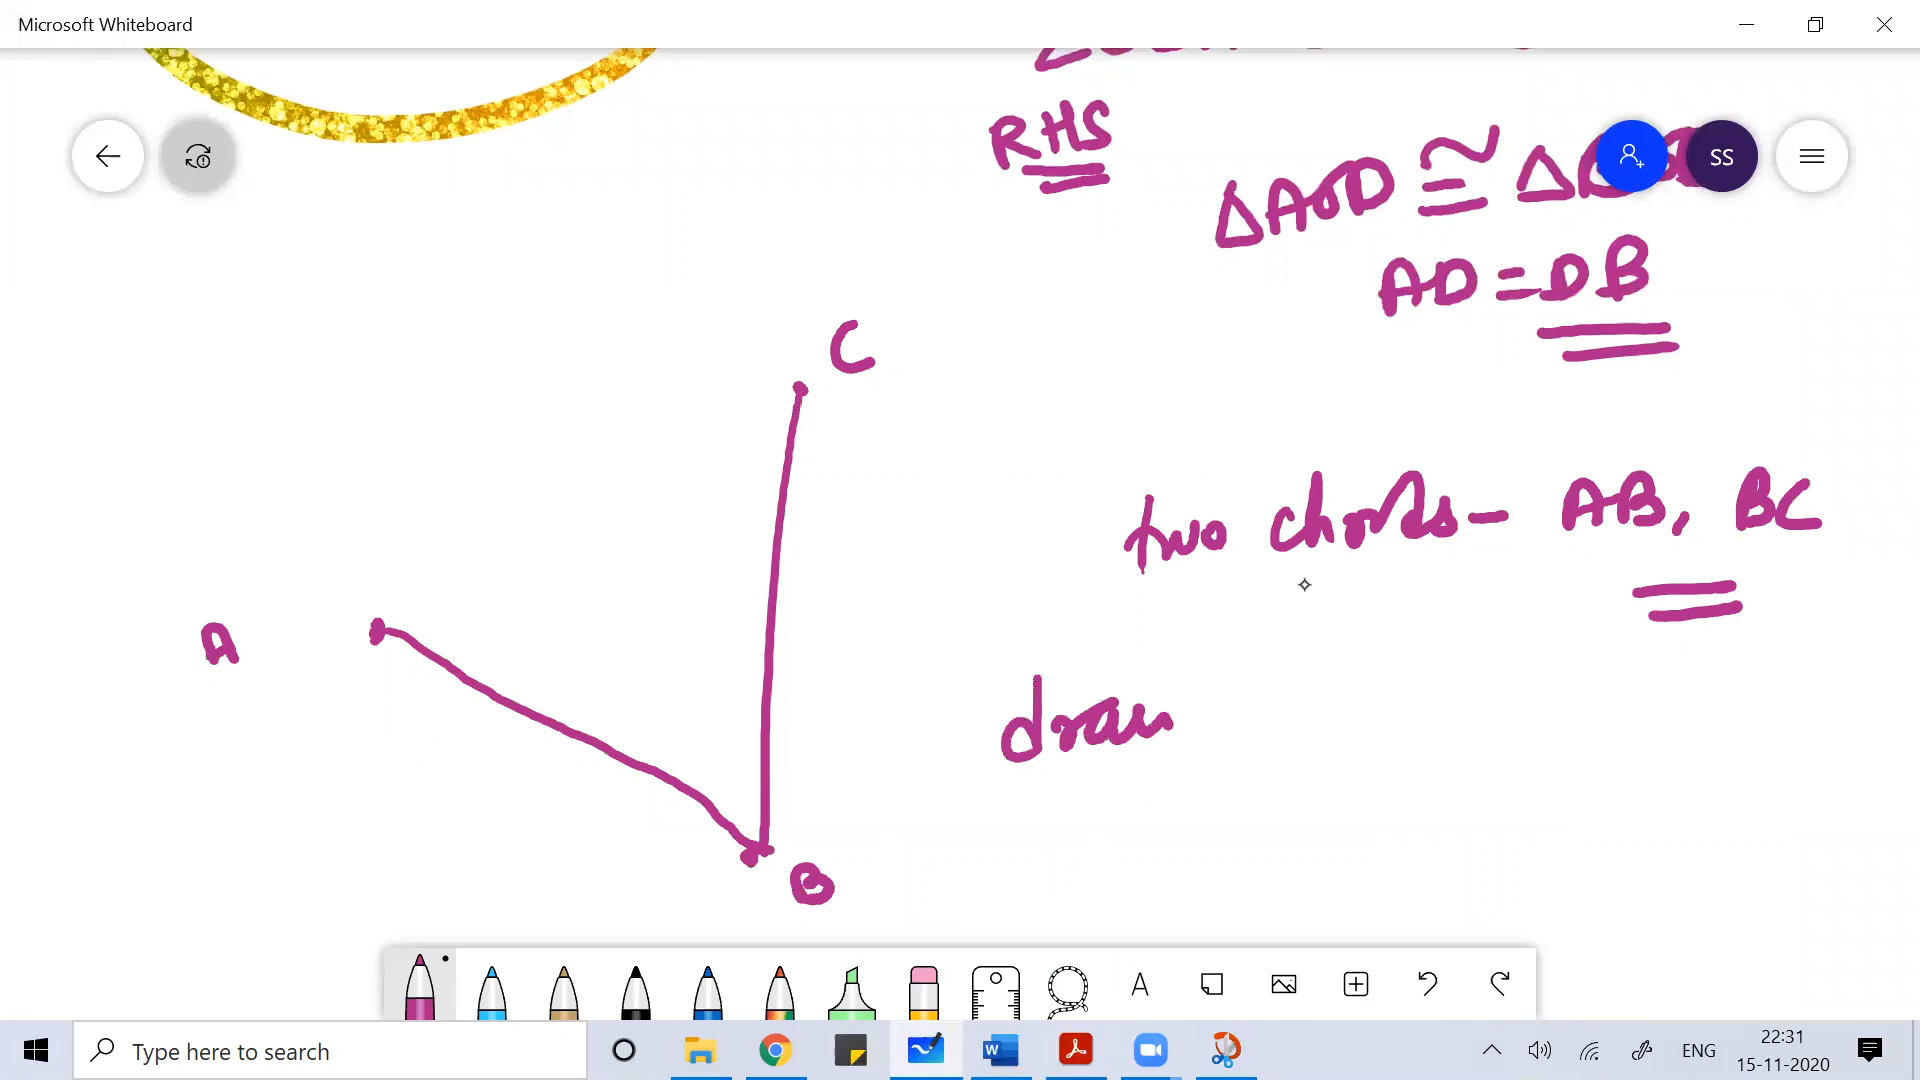 Microsoft Whiteboard
RHS
SS
ΔAOD ≅ Δ
AD = DB
C
two chords - AB, BC
A
draw
B
A
Type here to search
W
ENG
22:31
15-11-2020